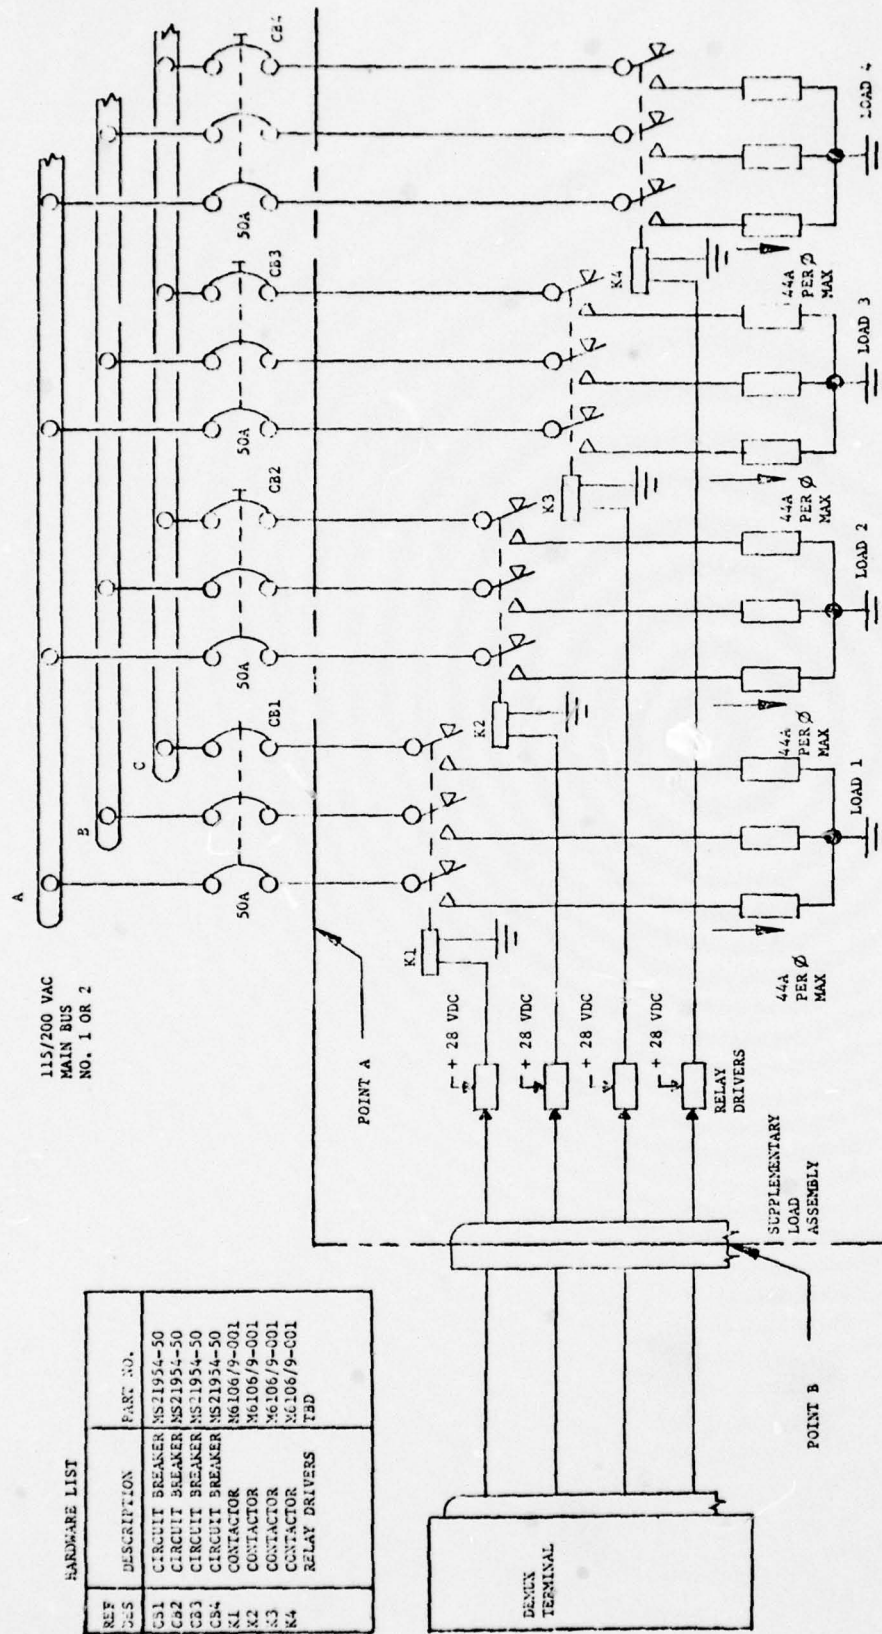 115/200 VAC
MAIN BUS
NO. 1 OR 2
A
B
C
50A
CB1
50A
CB2
50A
CB3
50A
CB4
POINT A
K1
K2
K3
K4
+ 28 VDC
+ 28 VDC
+ 28 VDC
+ 28 VDC
RELAY
DRIVERS
44A
PER Ø
MAX
LOAD 1
44A
PER Ø
MAX
LOAD 2
44A
PER Ø
MAX
LOAD 3
44A
PER Ø
MAX
LOAD 4
SUPPLEMENTARY
LOAD
ASSEMBLY
POINT B
DEMUX
TERMINAL
HARDWARE LIST
REF
DES DESCRIPTION PART NO.
CB1 CIRCUIT BREAKER MS21954-50
CB2 CIRCUIT BREAKER MS21954-50
CB3 CIRCUIT BREAKER MS21954-50
CB4 CIRCUIT BREAKER MS21954-50
K1 CONTACTOR M6106/9-001
K2 CONTACTOR M6106/9-001
K3 CONTACTOR M6106/9-001
K4 CONTACTOR M6106/9-001
RELAY DRIVERS TBD